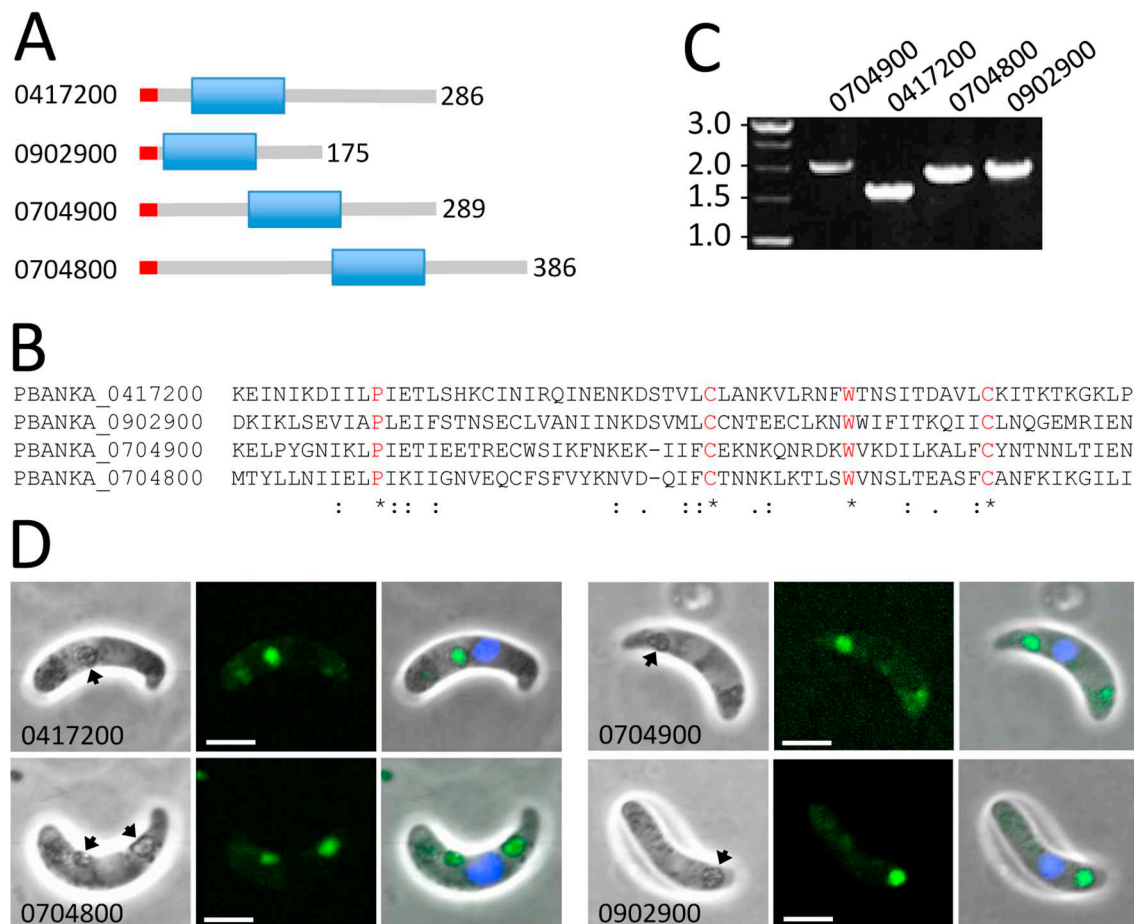 A
0417200 286
0902900 175
0704900 289
0704800 386
C
0704900 0417200 0704800 0902900
3.0
2.0
1.5
1.0
B
PBANKA_0417200 KEINIKDIILPIETLSHKCINIRQINENKDSTVLCLANKVLRNFWTNSITDAVLCKITKTKGKLP
PBANKA_0902900 DKIKLSEVIAPLEIFSTNSECLVANIINKDSVMLCCNTEECLKNWWIFITKQIICLNQGEMRIEN
PBANKA_0704900 KELPYGNIKLPIETIEETRECWSIKFNKEK-IIFCEKNKQNRDKWVKDILKALFCYNTNNLTIEN
PBANKA_0704800 MTYLLNIIELPIKIIGNVEQCFSFVYKNVD-QIFCTNNKLKTLSWVNSLTEASFCANFKIKGILI
: *:: : : . ::* .: * : . :*
D
0417200
0704900
0704800
0902900